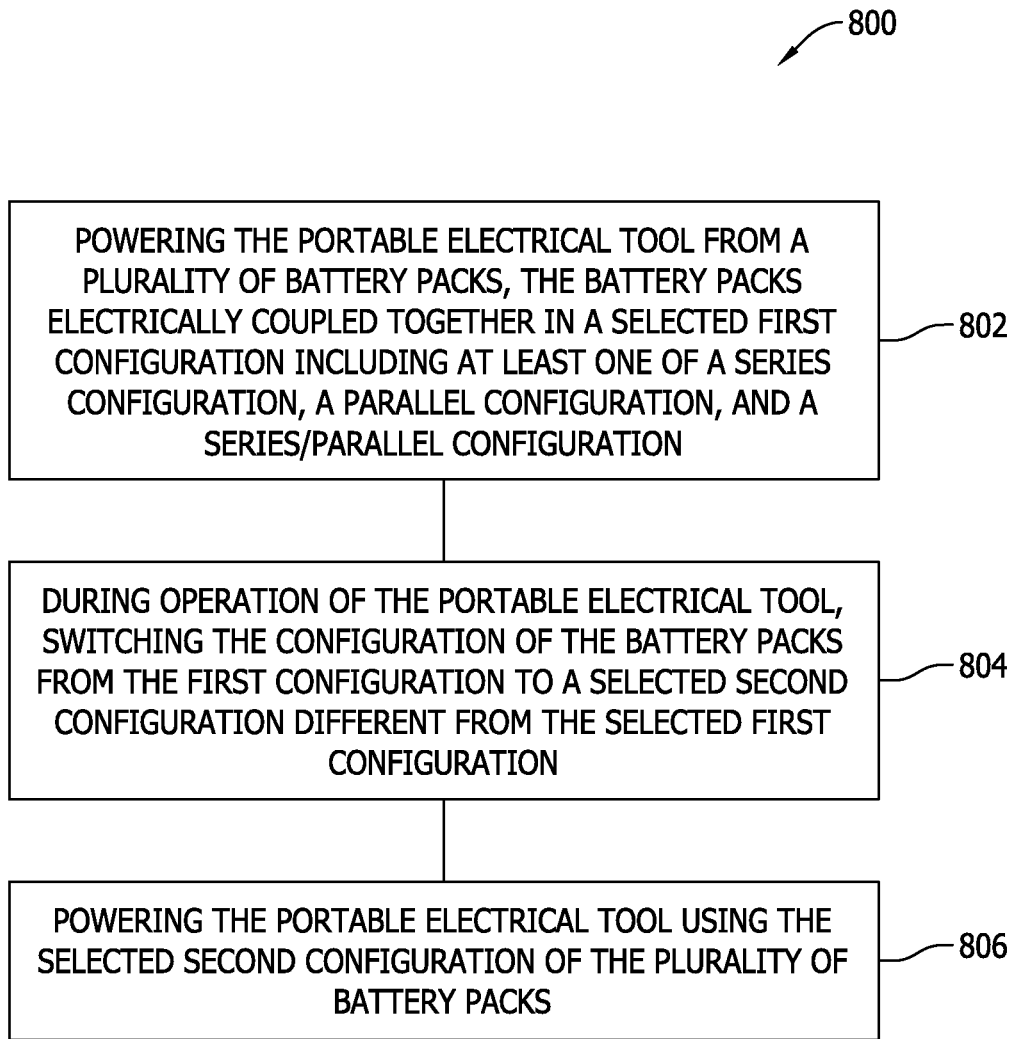 800
POWERING THE PORTABLE ELECTRICAL TOOL FROM A
PLURALITY OF BATTERY PACKS, THE BATTERY PACKS
ELECTRICALLY COUPLED TOGETHER IN A SELECTED FIRST
CONFIGURATION INCLUDING AT LEAST ONE OF A SERIES
CONFIGURATION, A PARALLEL CONFIGURATION, AND A
SERIES/PARALLEL CONFIGURATION
802
DURING OPERATION OF THE PORTABLE ELECTRICAL TOOL,
SWITCHING THE CONFIGURATION OF THE BATTERY PACKS
FROM THE FIRST CONFIGURATION TO A SELECTED SECOND
CONFIGURATION DIFFERENT FROM THE SELECTED FIRST
CONFIGURATION
804
POWERING THE PORTABLE ELECTRICAL TOOL USING THE
SELECTED SECOND CONFIGURATION OF THE PLURALITY OF
BATTERY PACKS
806